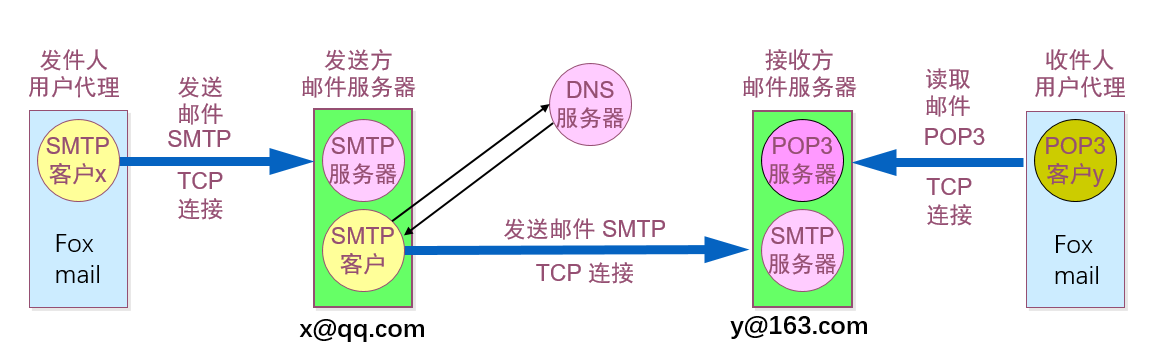 发件人
用户代理
SMTP
客户x
Fox
mail
发送
邮件
SMTP
TCP
连接
发送方
邮件服务器
SMTP
服务器
SMTP
客户
x@qq.com
DNS
服务器
发送邮件 SMTP
TCP 连接
接收方
邮件服务器
POP3
服务器
SMTP
服务器
y@163.com
读取
邮件
POP3
TCP
连接
收件人
用户代理
POP3
客户y
Fox
mail